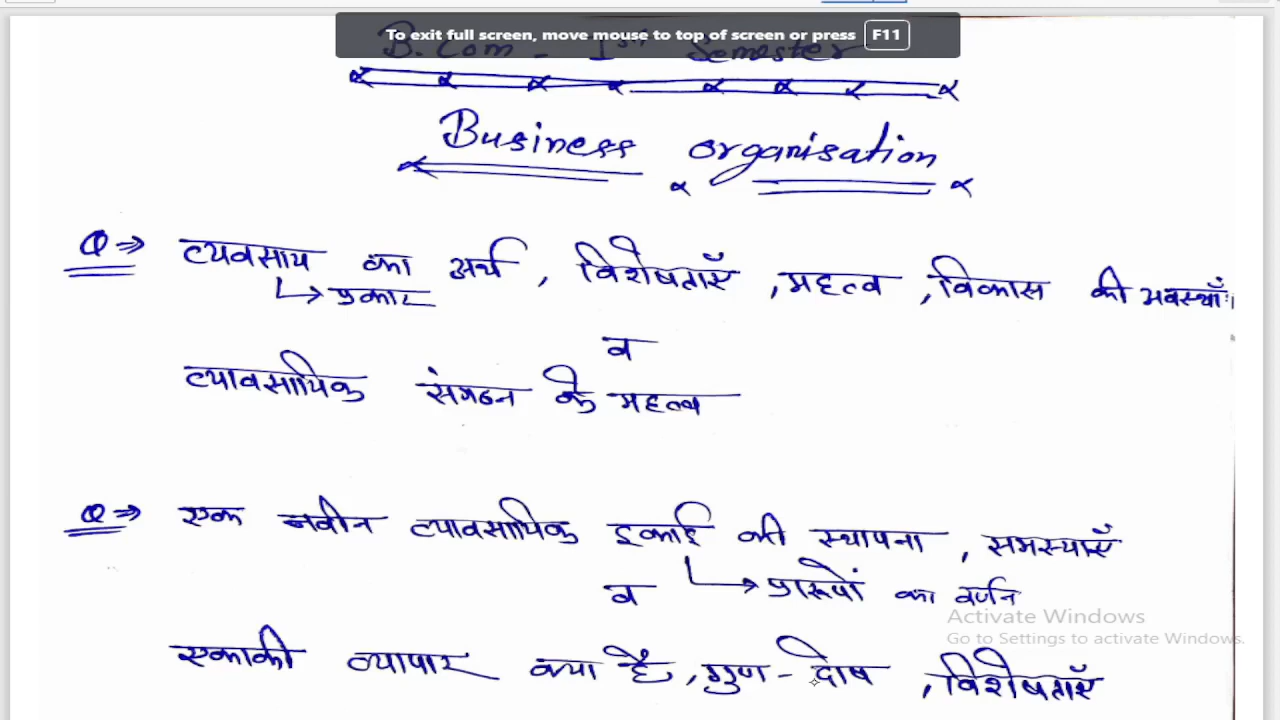 To exit full screen, move mouse to top of screen or press F11
B.Com - Ist Semester
Business organisation
Q ⇒ व्यवसाय का अर्थ, विशेषताएँ, महत्व, विकास की अवस्थाँ।
↳ प्रकार
व
व्यावसायिक संगठन के महत्व
Q ⇒ एक नवीन व्यावसायिक इकाई की स्थापना, समस्याएँ
व ↳ प्रारूपों का वर्णन
Activate Windows
Go to Settings to activate Windows.
एकाकी व्यापार क्या है, गुण - दोष, विशेषताएँ